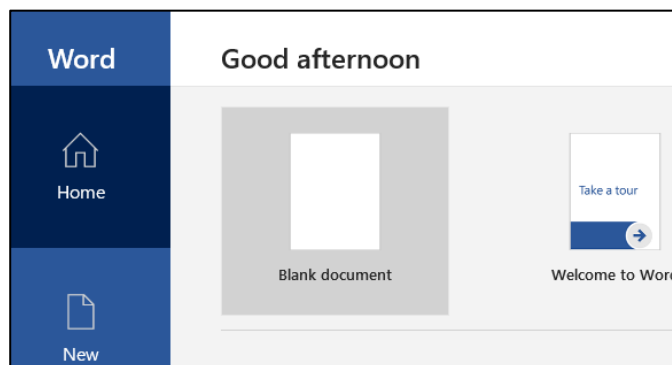 Word
Good afternoon
Home
Take a tour
Blank document
Welcome to Word
New